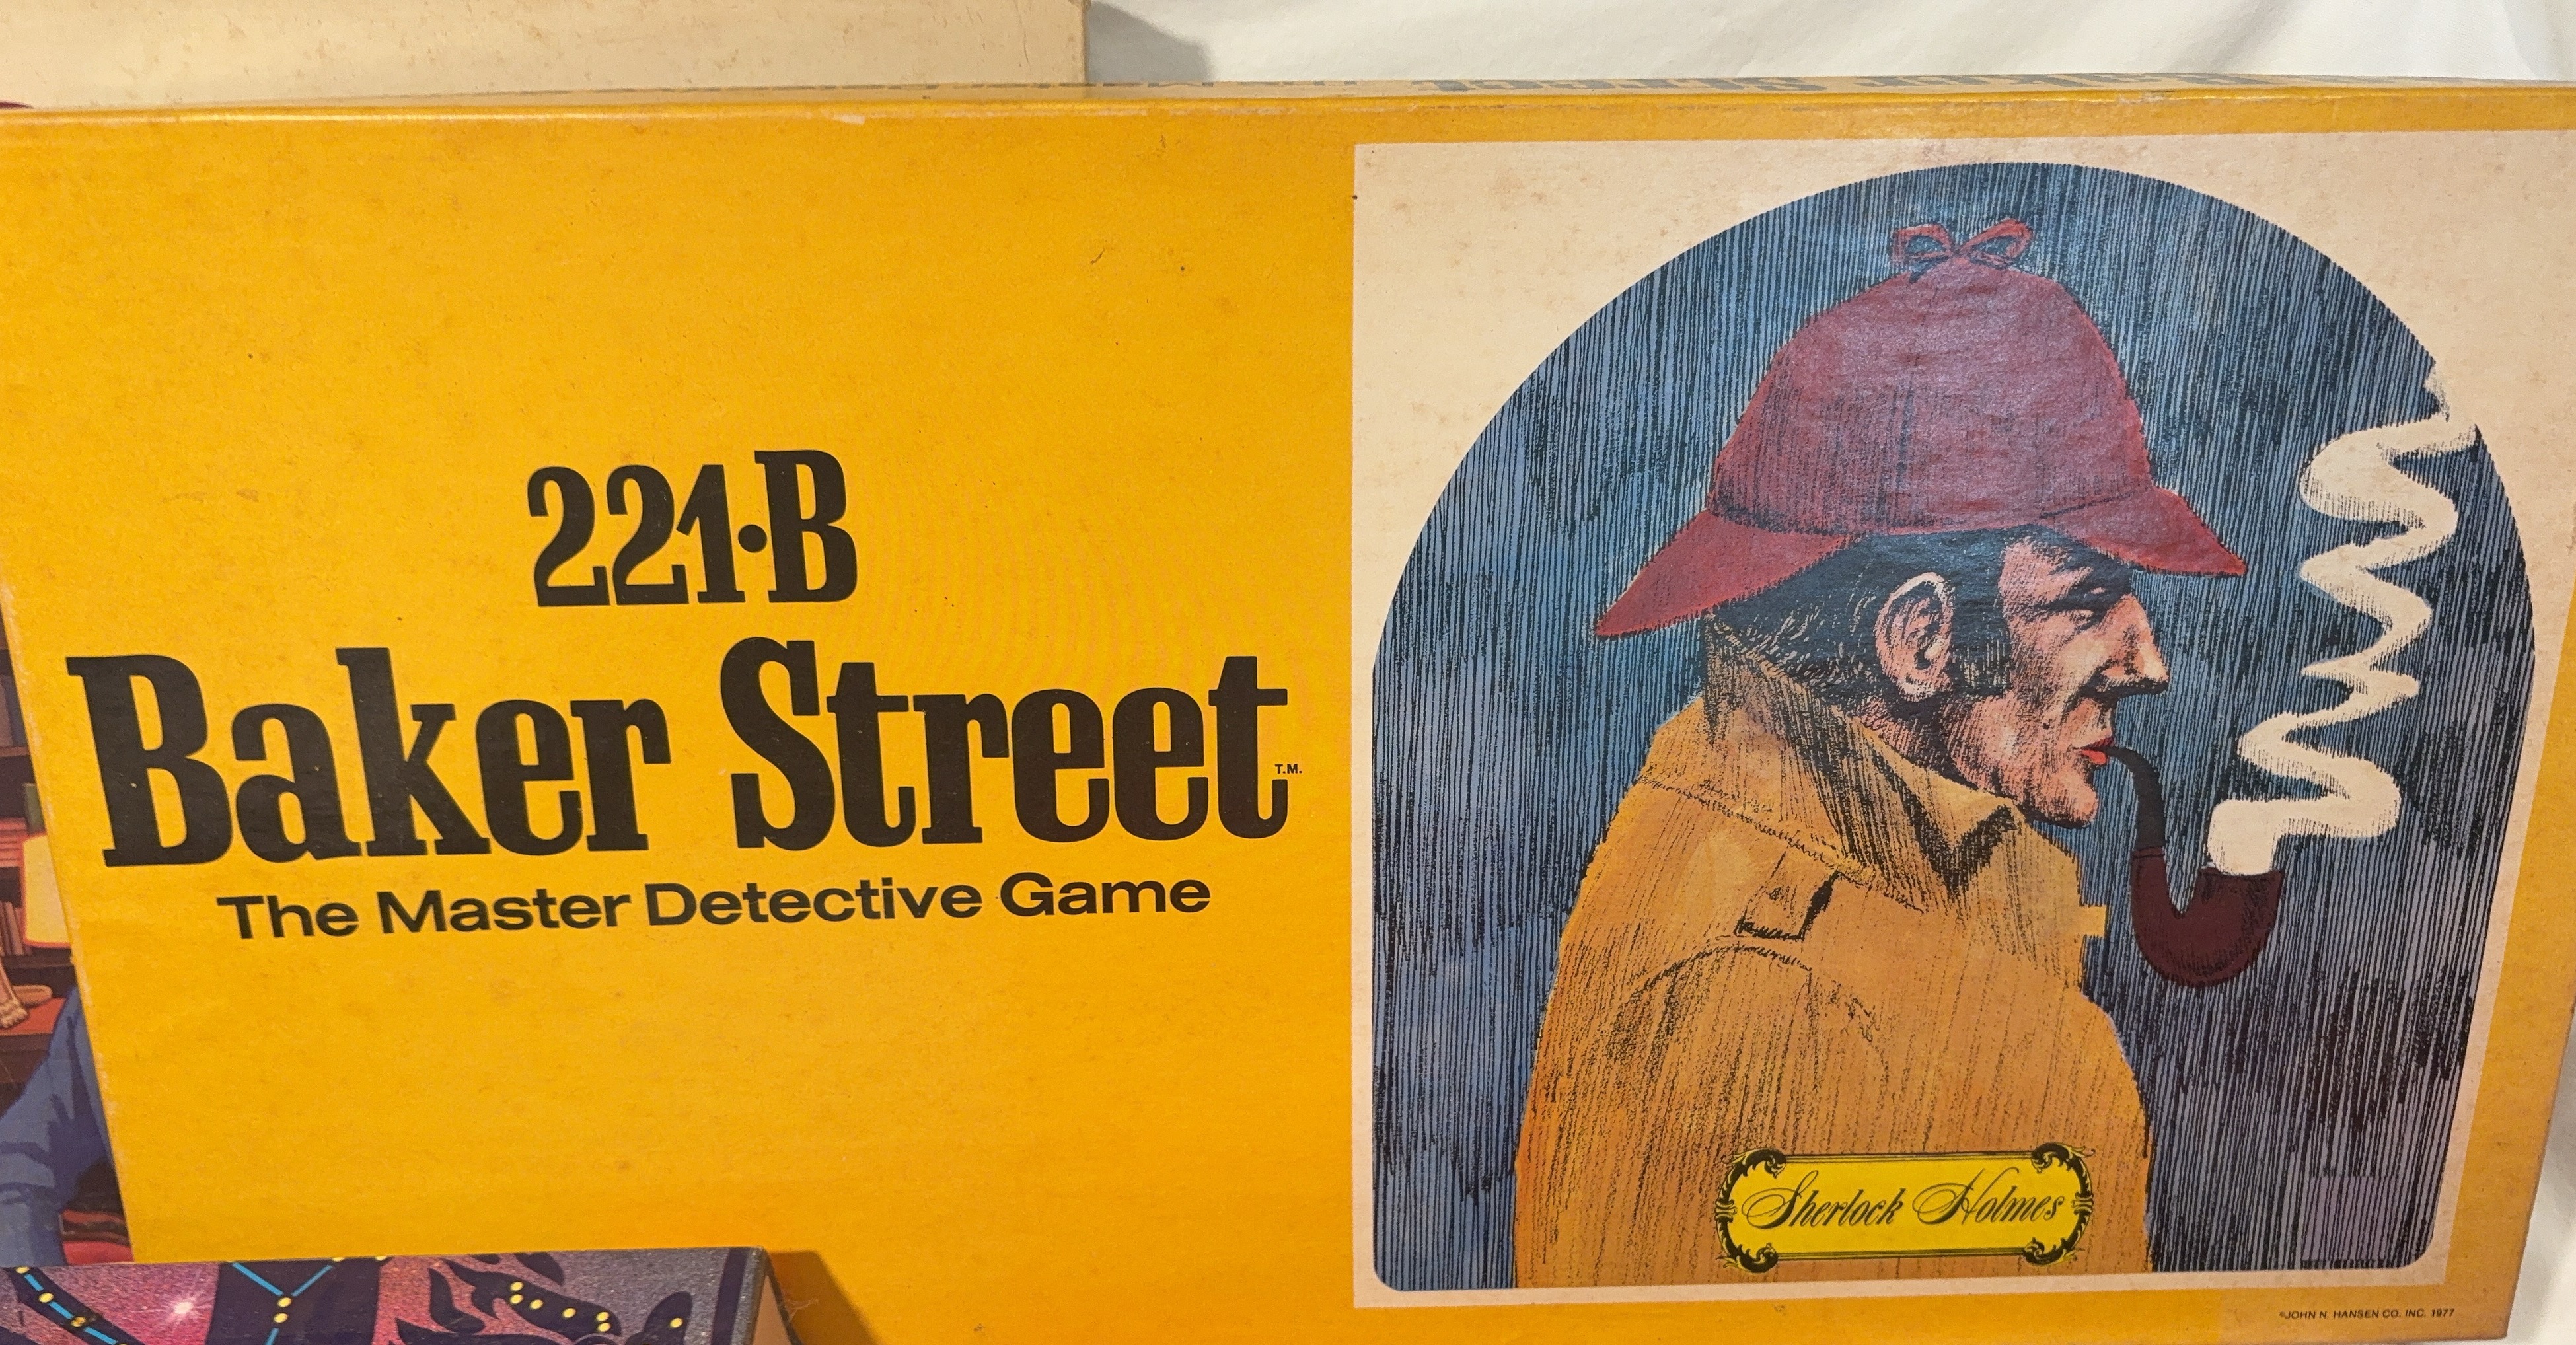 221·B
Baker Street T.M.
The Master Detective Game
Sherlock Holmes
©JOHN N. HANSEN CO. INC. 1977